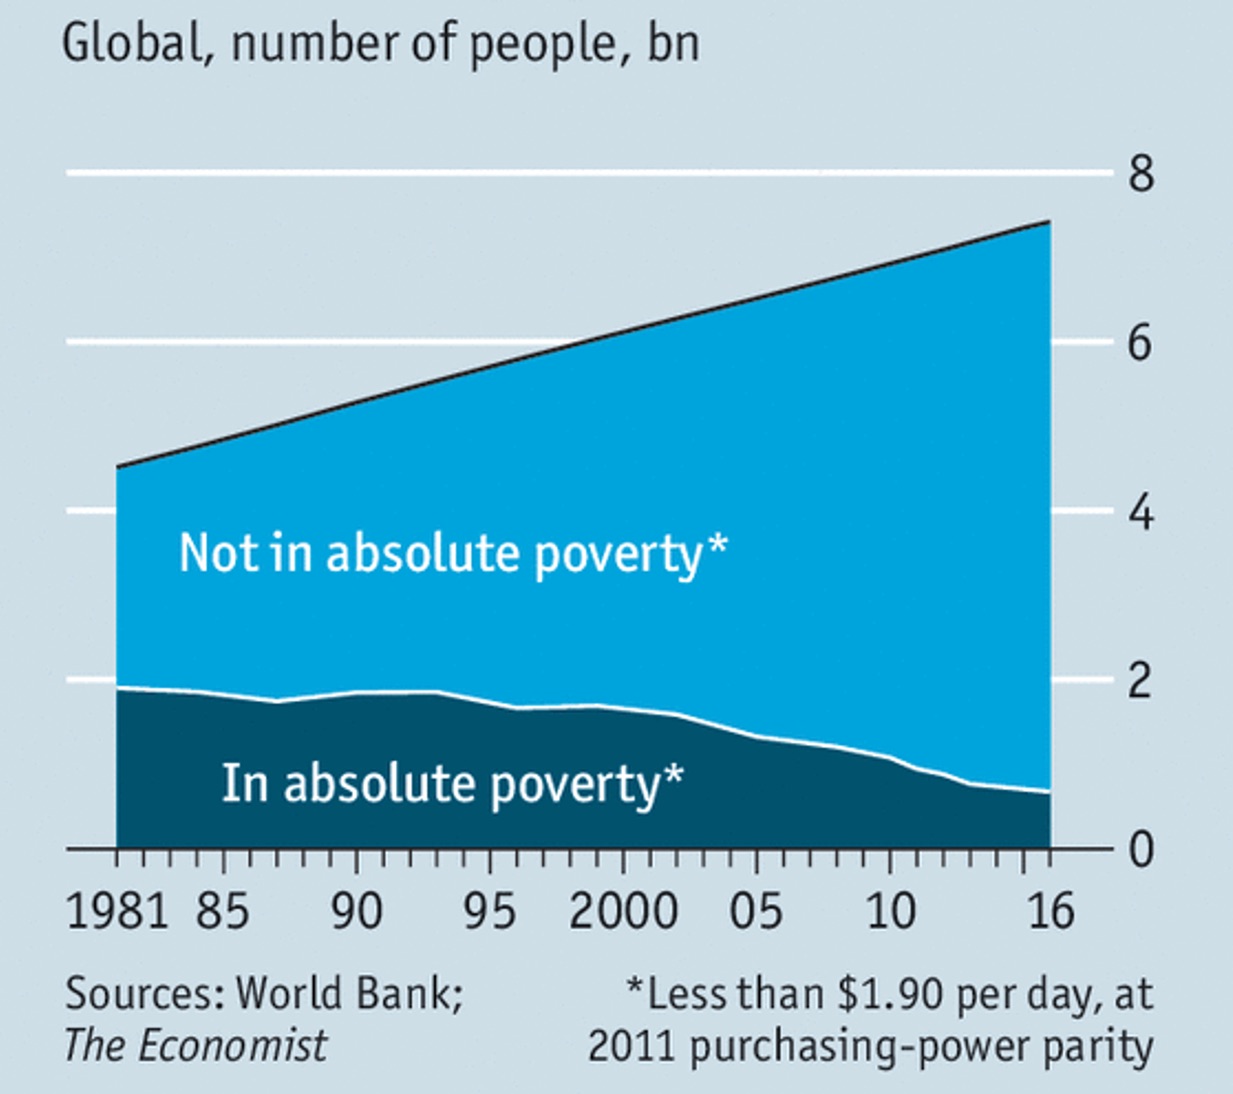 Global, number of people, bn
8
6
4
Not in absolute poverty*
2
In absolute poverty*
0
1981 85 90 95 2000 05 10 16
Sources: World Bank;
The Economist
*Less than $1.90 per day, at
2011 purchasing-power parity